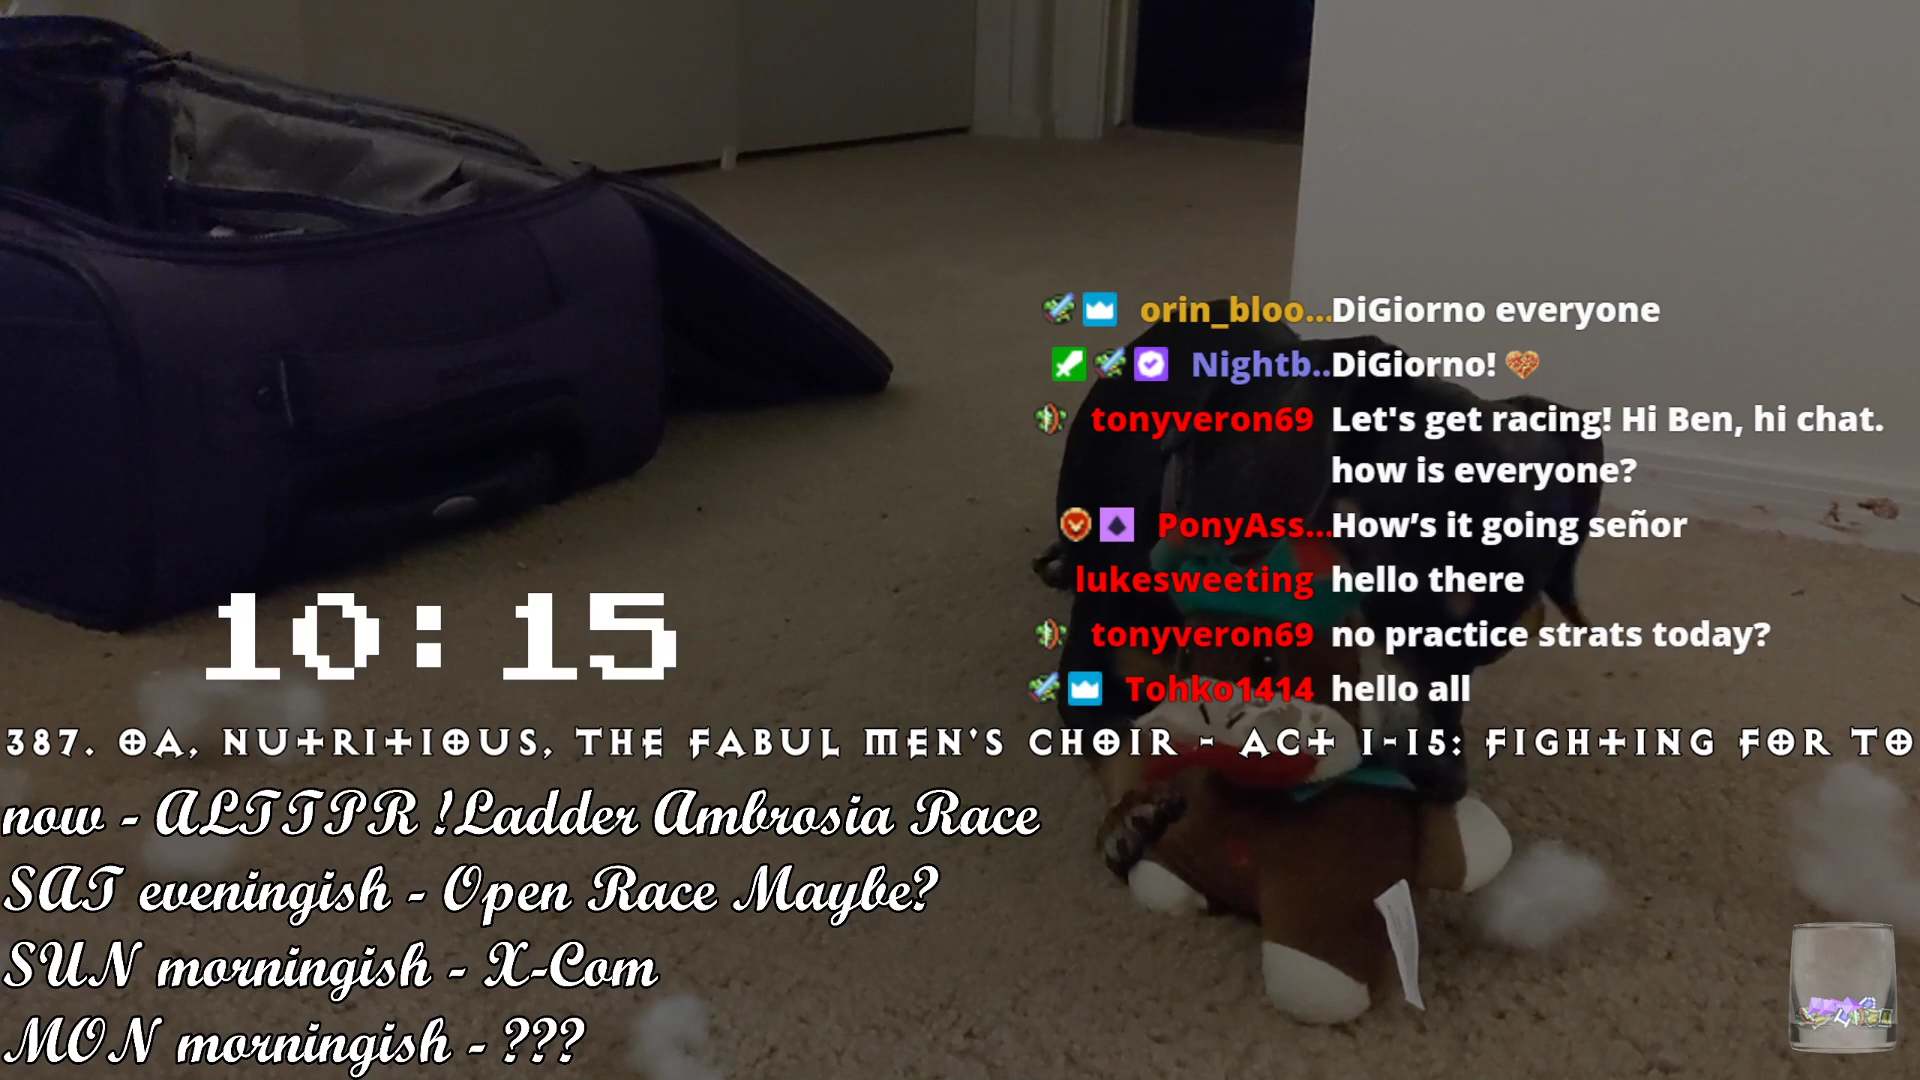 orin_bloo... DiGiorno everyone
Nightb.. DiGiorno!
tonyveron69 Let's get racing! Hi Ben, hi chat.
how is everyone?
PonyAss... How’s it going señor
lukesweeting hello there
tonyveron69 no practice strats today?
Tohko1414 hello all
10:15
387. OA, NUTRITIOUS, THE FABUL MEN'S CHOIR - ACT I-15: FIGHTING FOR TO
now - ALTTPR !Ladder Ambrosia Race
SAT eveningish - Open Race Maybe?
SUN morningish - X-Com
MON morningish - ???